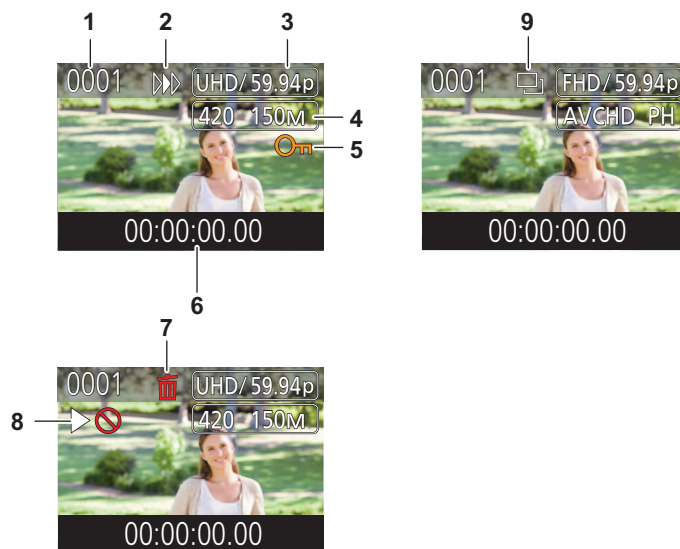 1 2 3 9
0001 UHD/59.94p 0001 FHD/59.94p
420 150M 4 AVCHD PH
5
00:00:00.00 00:00:00.00
6
7
0001 UHD/59.94p
8 420 150M
00:00:00.00